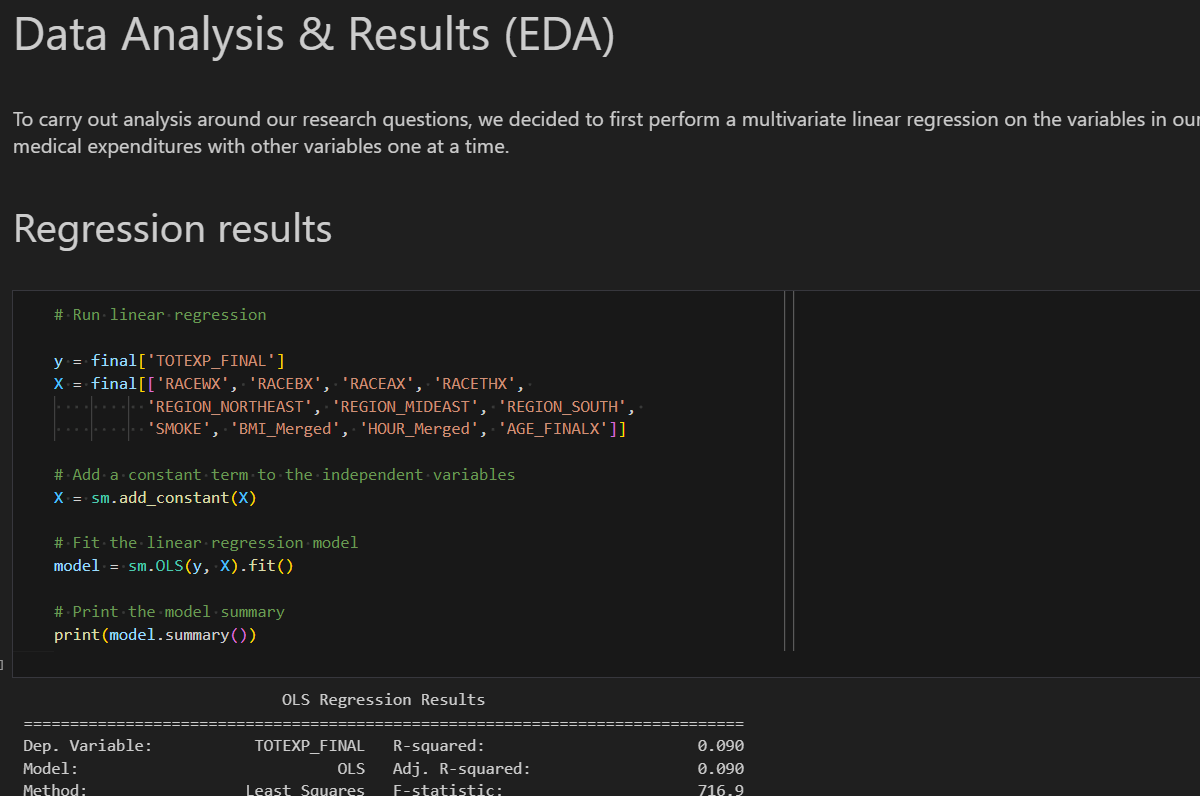 Data Analysis & Results (EDA)
To carry out analysis around our research questions, we decided to first perform a multivariate linear regression on the variables in
medical expenditures with other variables one at a time.
Regression results
# Run linear regression
y = final['TOTEXP_FINAL']
X = final[['RACEWX', 'RACEBX', 'RACEAX', 'RACETHX',
'REGION_NORTHEAST', 'REGION_MIDEAST', 'REGION_SOUTH',
'SMOKE', 'BMI_Merged', 'HOUR_Merged', 'AGE_FINALX']]
# Add a constant term to the independent variables
X = sm.add_constant(X)
# Fit the linear regression model
model = sm.OLS(y, X).fit()
# Print the model summary
print(model.summary())
]
OLS Regression Results
==============================================================================
Dep. Variable: TOTEXP_FINAL R-squared: 0.090
Model: OLS Adj. R-squared: 0.090
Method: Least Squares F-statistic: 716.9